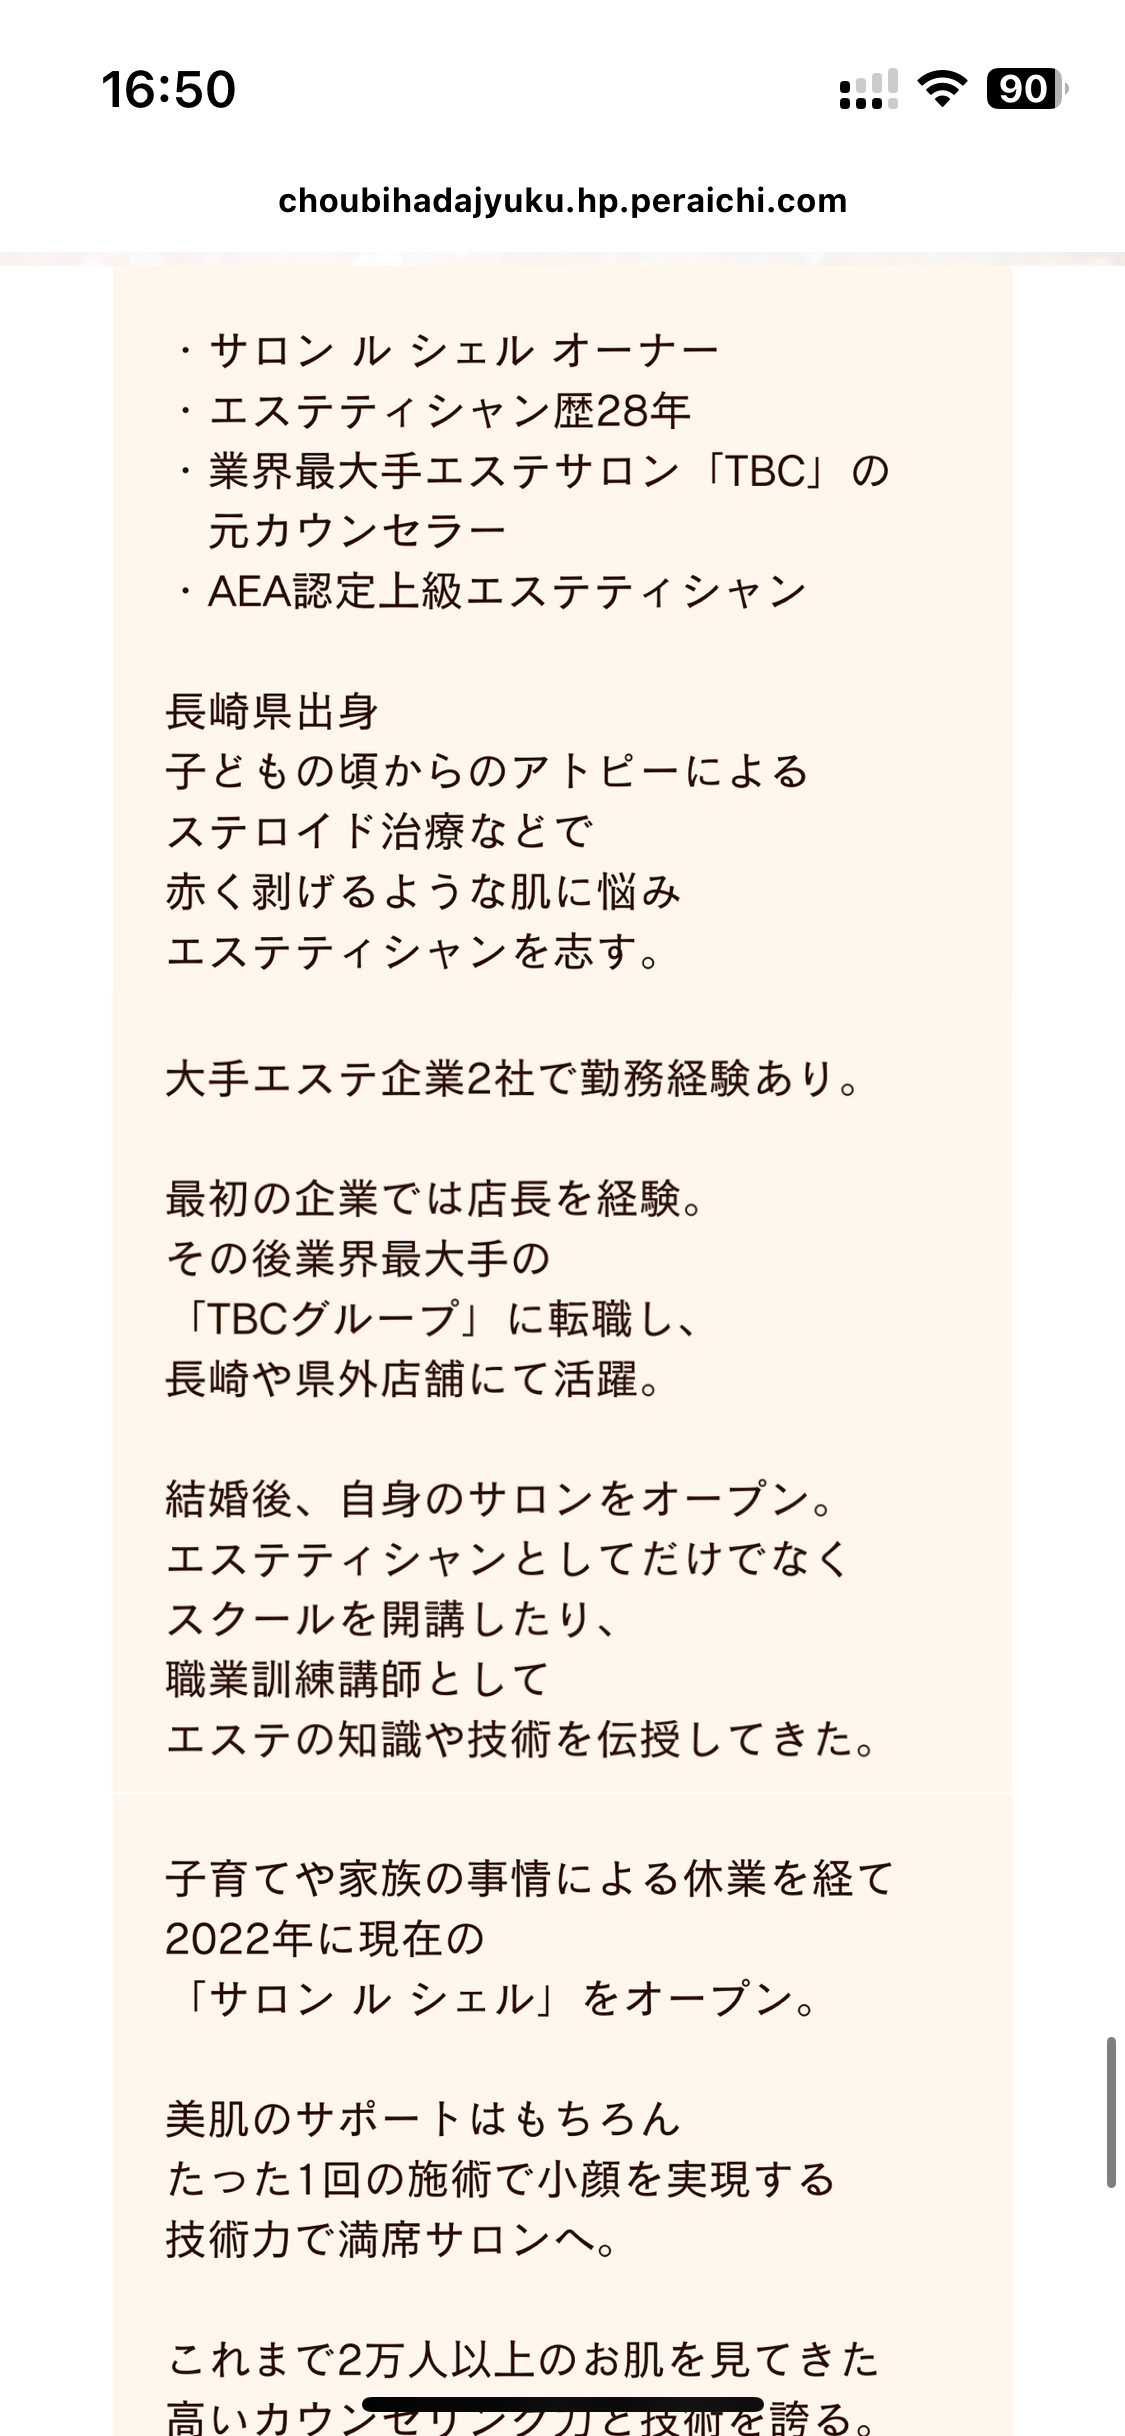 16:50
90
choubihadajyuku.hp.peraichi.com
・サロン ル シェル オーナー
・エステティシャン歴28年
・業界最大手エステサロン「TBC」の
元カウンセラー
・AEA認定上級エステティシャン
長崎県出身
子どもの頃からのアトピーによる
ステロイド治療などで
赤く剥げるような肌に悩み
エステティシャンを志す。
大手エステ企業2社で勤務経験あり。
最初の企業では店長を経験。
その後業界最大手の
「TBCグループ」に転職し、
長崎や県外店舗にて活躍。
結婚後、自身のサロンをオープン。
エステティシャンとしてだけでなく
スクールを開講したり、
職業訓練講師として
エステの知識や技術を伝授してきた。
子育てや家族の事情による休業を経て
2022年に現在の
「サロン ル シェル」をオープン。
美肌のサポートはもちろん
たった1回の施術で小顔を実現する
技術力で満席サロンへ。
これまで2万人以上のお肌を見てきた
高いカウンセリング力と技術を誇る。